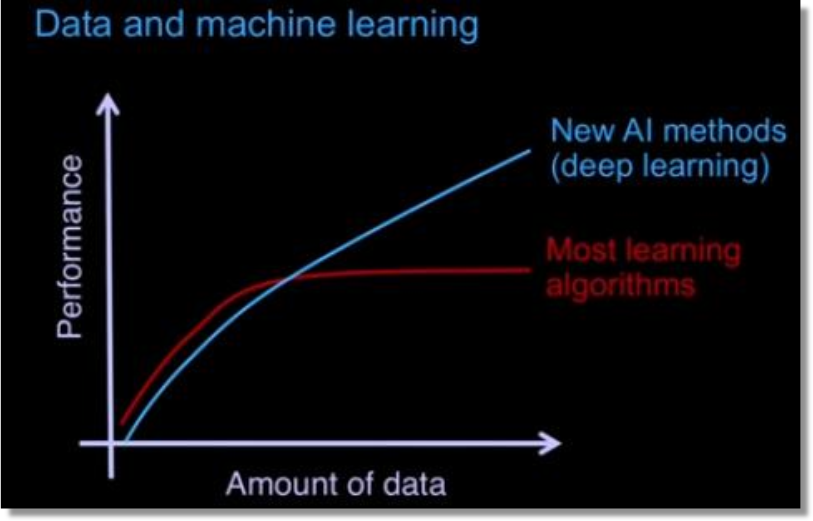 Data and machine learning
New AI methods
(deep learning)
Most learning
algorithms
Performance
Amount of data